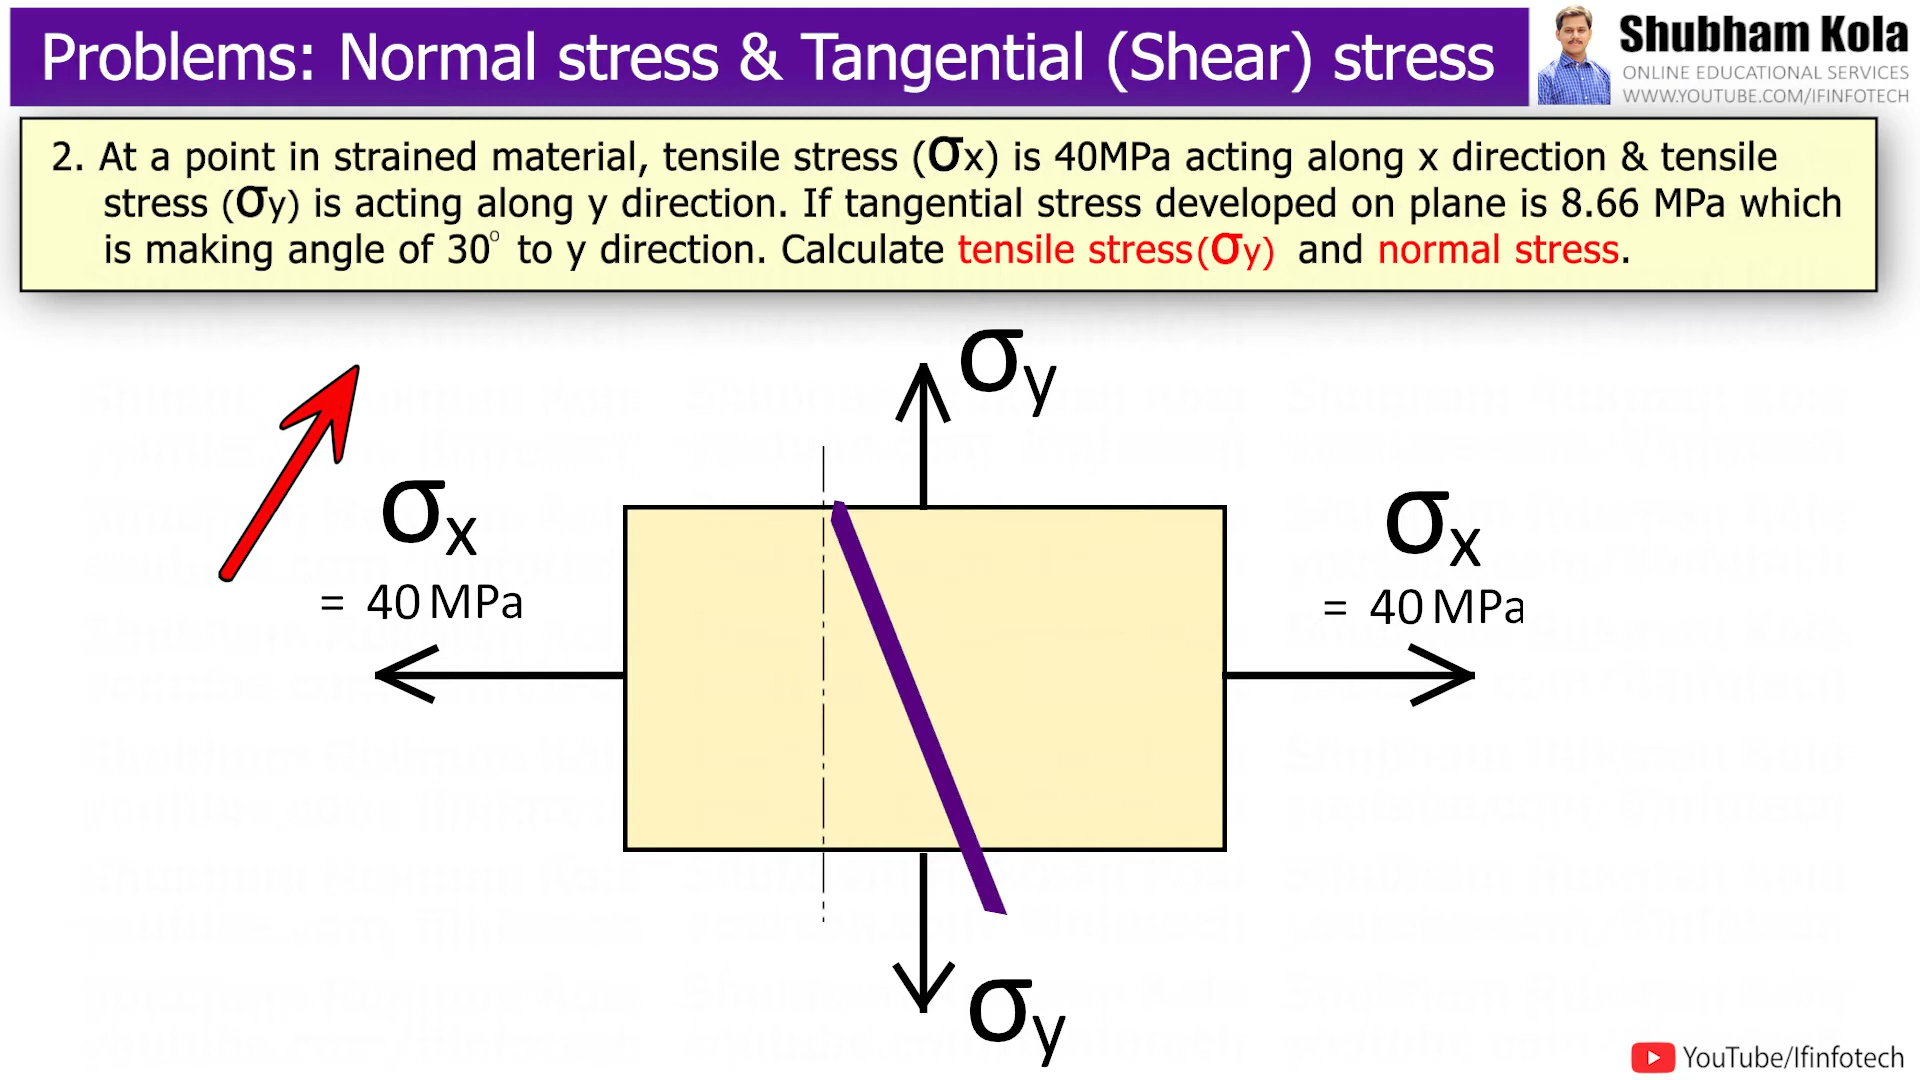 Problems: Normal stress & Tangential (Shear) stress
Shubham Kola
ONLINE EDUCATIONAL SERVICES
WWW.YOUTUBE.COM/IFINFOTECH
2. At a point in strained material, tensile stress (σx) is 40MPa acting along x direction & tensile
stress (σy) is acting along y direction. If tangential stress developed on plane is 8.66 MPa which
is making angle of 30° to y direction. Calculate tensile stress(σy) and normal stress.
σy
σx
= 40 MPa
σx
= 40 MPa
σy
YouTube/Ifinfotech